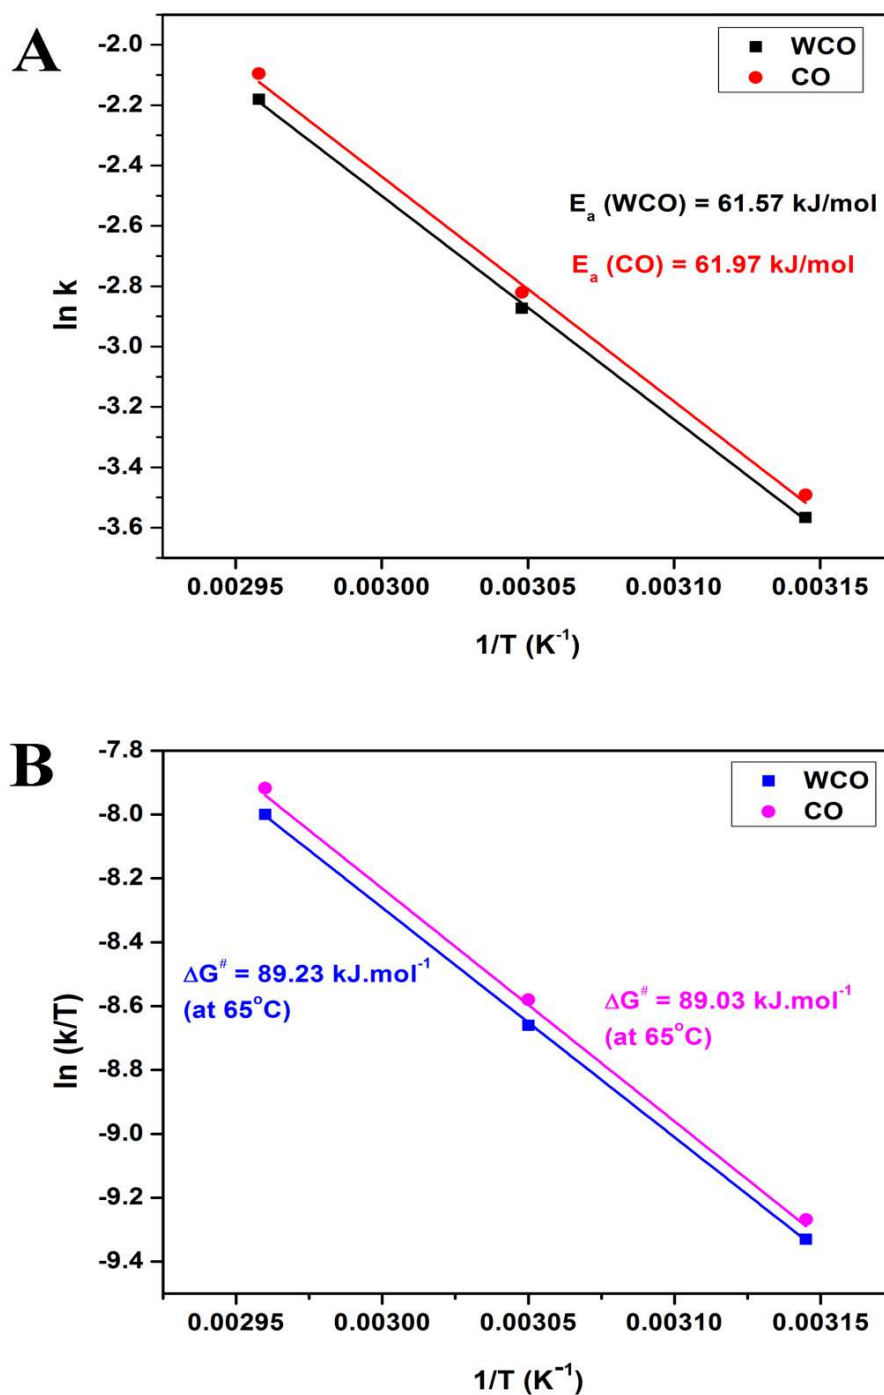 A
WCO
CO
E_a (WCO) = 61.57 kJ/mol
E_a (CO) = 61.97 kJ/mol
ln k
-2.0
-2.2
-2.4
-2.6
-2.8
-3.0
-3.2
-3.4
-3.6
0.00295 0.00300 0.00305 0.00310 0.00315
1/T (K⁻¹)
B
WCO
CO
ΔG^# = 89.23 kJ.mol⁻¹
(at 65°C)
ΔG^# = 89.03 kJ.mol⁻¹
(at 65°C)
ln (k/T)
-7.8
-8.0
-8.2
-8.4
-8.6
-8.8
-9.0
-9.2
-9.4
0.00295 0.00300 0.00305 0.00310 0.00315
1/T (K⁻¹)